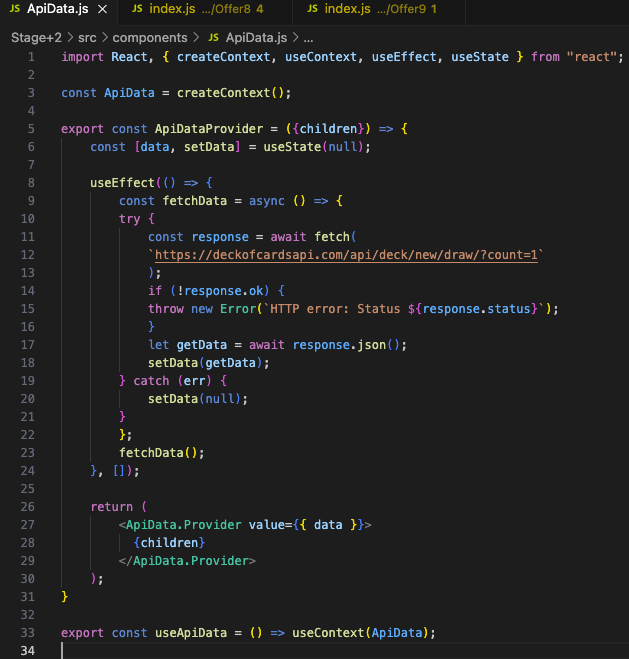 JS ApiData.js × JS index.js .../Offer8 4 JS index.js .../Offer9 1
Stage+2 > src > components > JS ApiData.js > ...
1 import React, { createContext, useContext, useEffect, useState } from "react";
2
3 const ApiData = createContext();
4
5 export const ApiDataProvider = ({children}) => {
6 const [data, setData] = useState(null);
7
8 useEffect(() => {
9 const fetchData = async () => {
10 try {
11 const response = await fetch(
12 `https://deckofcardsapi.com/api/deck/new/draw/?count=1`
13 );
14 if (!response.ok) {
15 throw new Error(`HTTP error: Status ${response.status}`);
16 }
17 let getData = await response.json();
18 setData(getData);
19 } catch (err) {
20 setData(null);
21 }
22 };
23 fetchData();
24 }, []);
25
26 return (
27 <ApiData.Provider value={{ data }}>
28 {children}
29 </ApiData.Provider>
30 );
31 }
32
33 export const useApiData = () => useContext(ApiData);
34